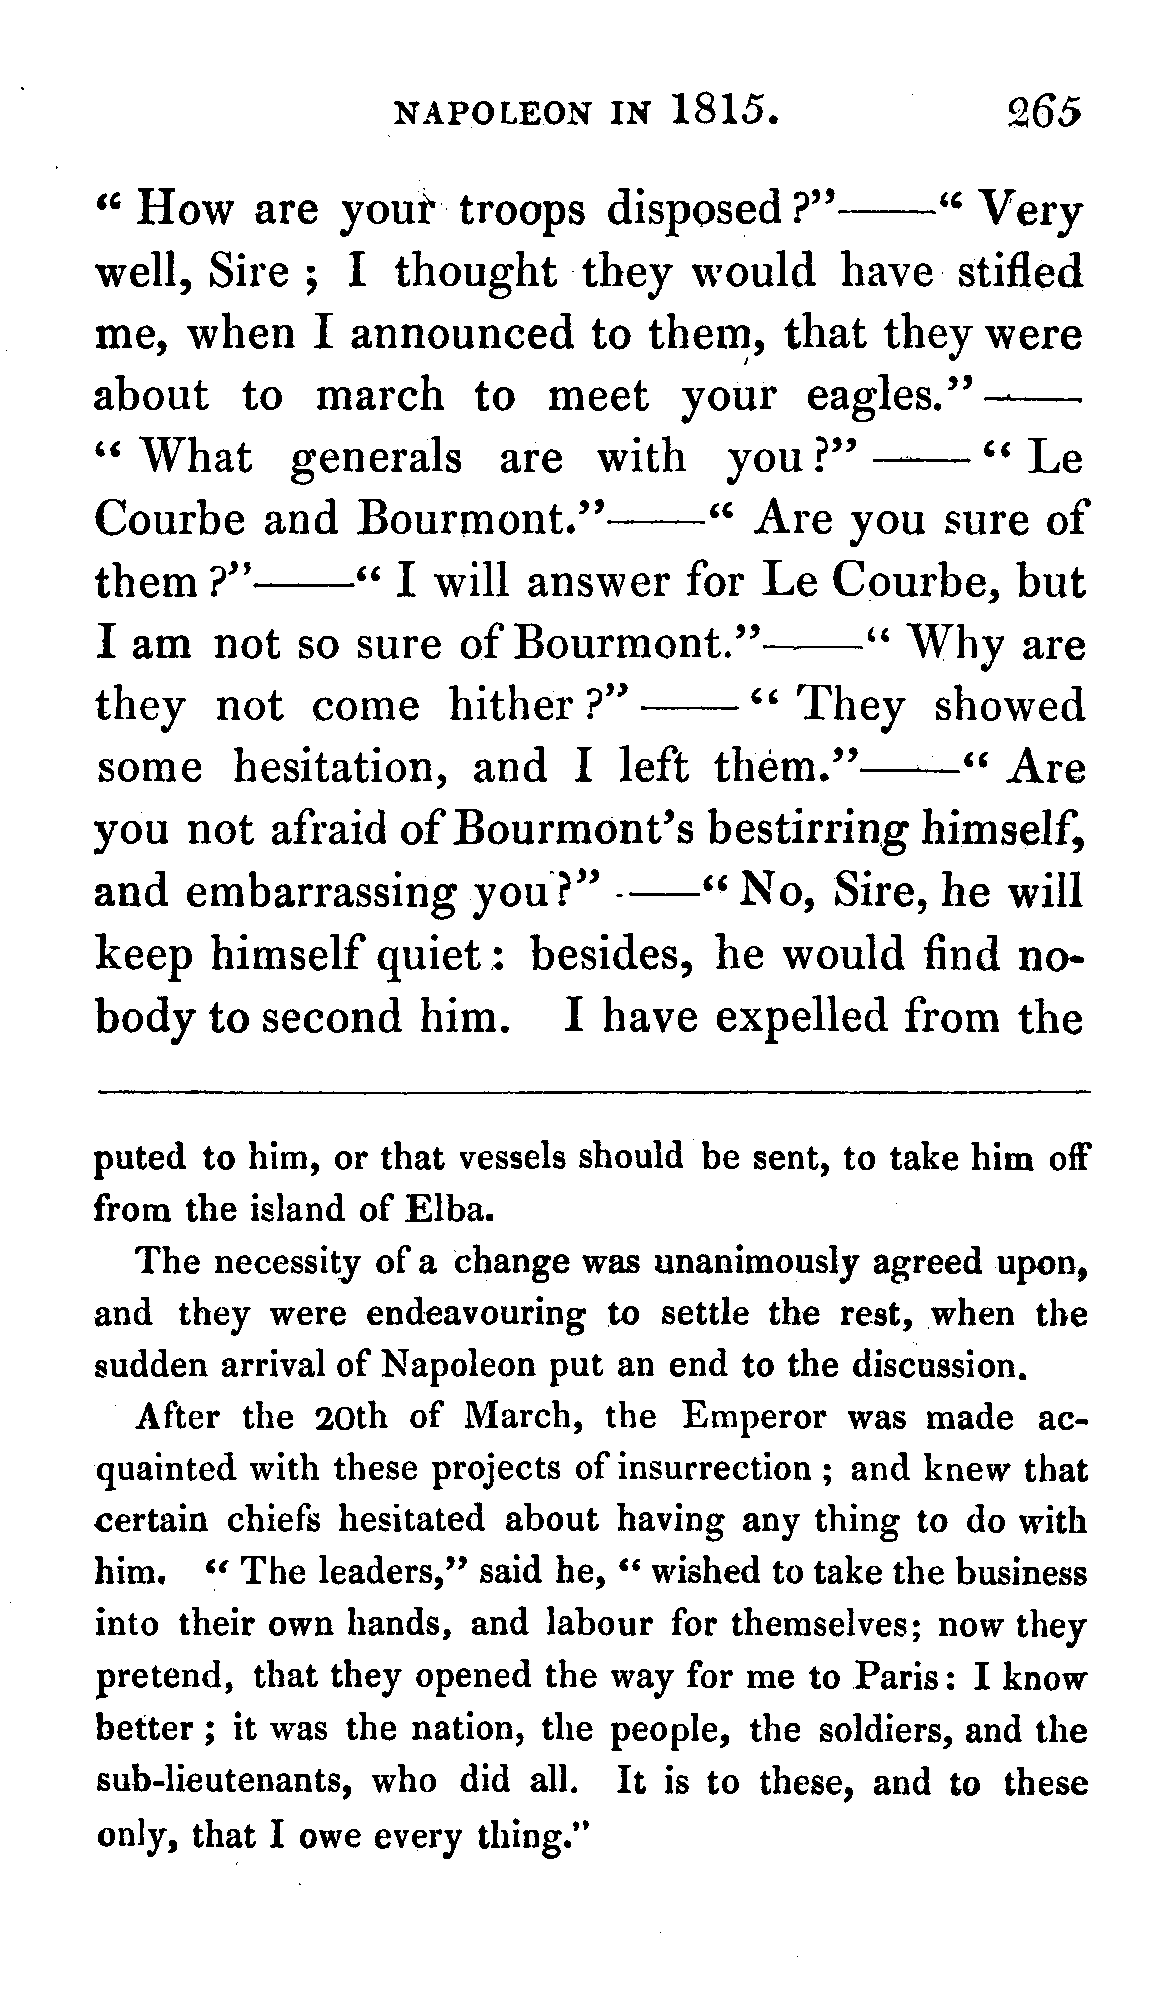 NAPOLEON IN 1815. 265
“ How are your troops disposed ?”——“ Very
well, Sire ; I thought they would have stifled
me, when I announced to them, that they were
about to march to meet your eagles.”——
“ What generals are with you ?”——“ Le
Courbe and Bourmont.”——“ Are you sure of
them ?”——“ I will answer for Le Courbe, but
I am not so sure of Bourmont.”——“ Why are
they not come hither ?”——“ They showed
some hesitation, and I left them.”——“ Are
you not afraid of Bourmont’s bestirring himself,
and embarrassing you ?”——“ No, Sire, he will
keep himself quiet : besides, he would find no-
body to second him. I have expelled from the
puted to him, or that vessels should be sent, to take him off
from the island of Elba.
The necessity of a change was unanimously agreed upon,
and they were endeavouring to settle the rest, when the
sudden arrival of Napoleon put an end to the discussion.
After the 20th of March, the Emperor was made ac-
quainted with these projects of insurrection ; and knew that
certain chiefs hesitated about having any thing to do with
him. “ The leaders,” said he, “ wished to take the business
into their own hands, and labour for themselves; now they
pretend, that they opened the way for me to Paris: I know
better ; it was the nation, the people, the soldiers, and the
sub-lieutenants, who did all. It is to these, and to these
only, that I owe every thing.”